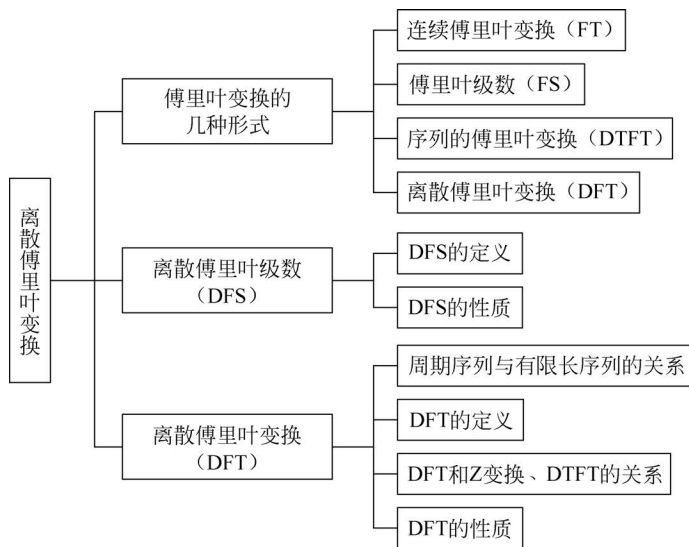 离散傅里叶变换
傅里叶变换的
几种形式
连续傅里叶变换（FT）
傅里叶级数（FS）
序列的傅里叶变换（DTFT）
离散傅里叶变换（DFT）
离散傅里叶级数
（DFS）
DFS的定义
DFS的性质
离散傅里叶变换
（DFT）
周期序列与有限长序列的关系
DFT的定义
DFT和Z变换、DTFT的关系
DFT的性质